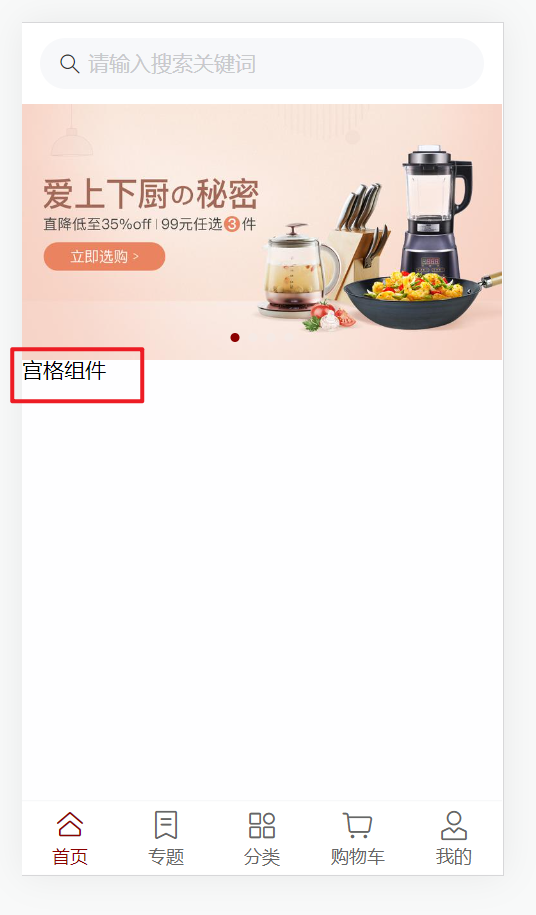 请输入搜索关键词
爱上下厨の秘密
直降低至35%off | 99元任选3件
立即选购 >
宫格组件
首页 专题 分类 购物车 我的